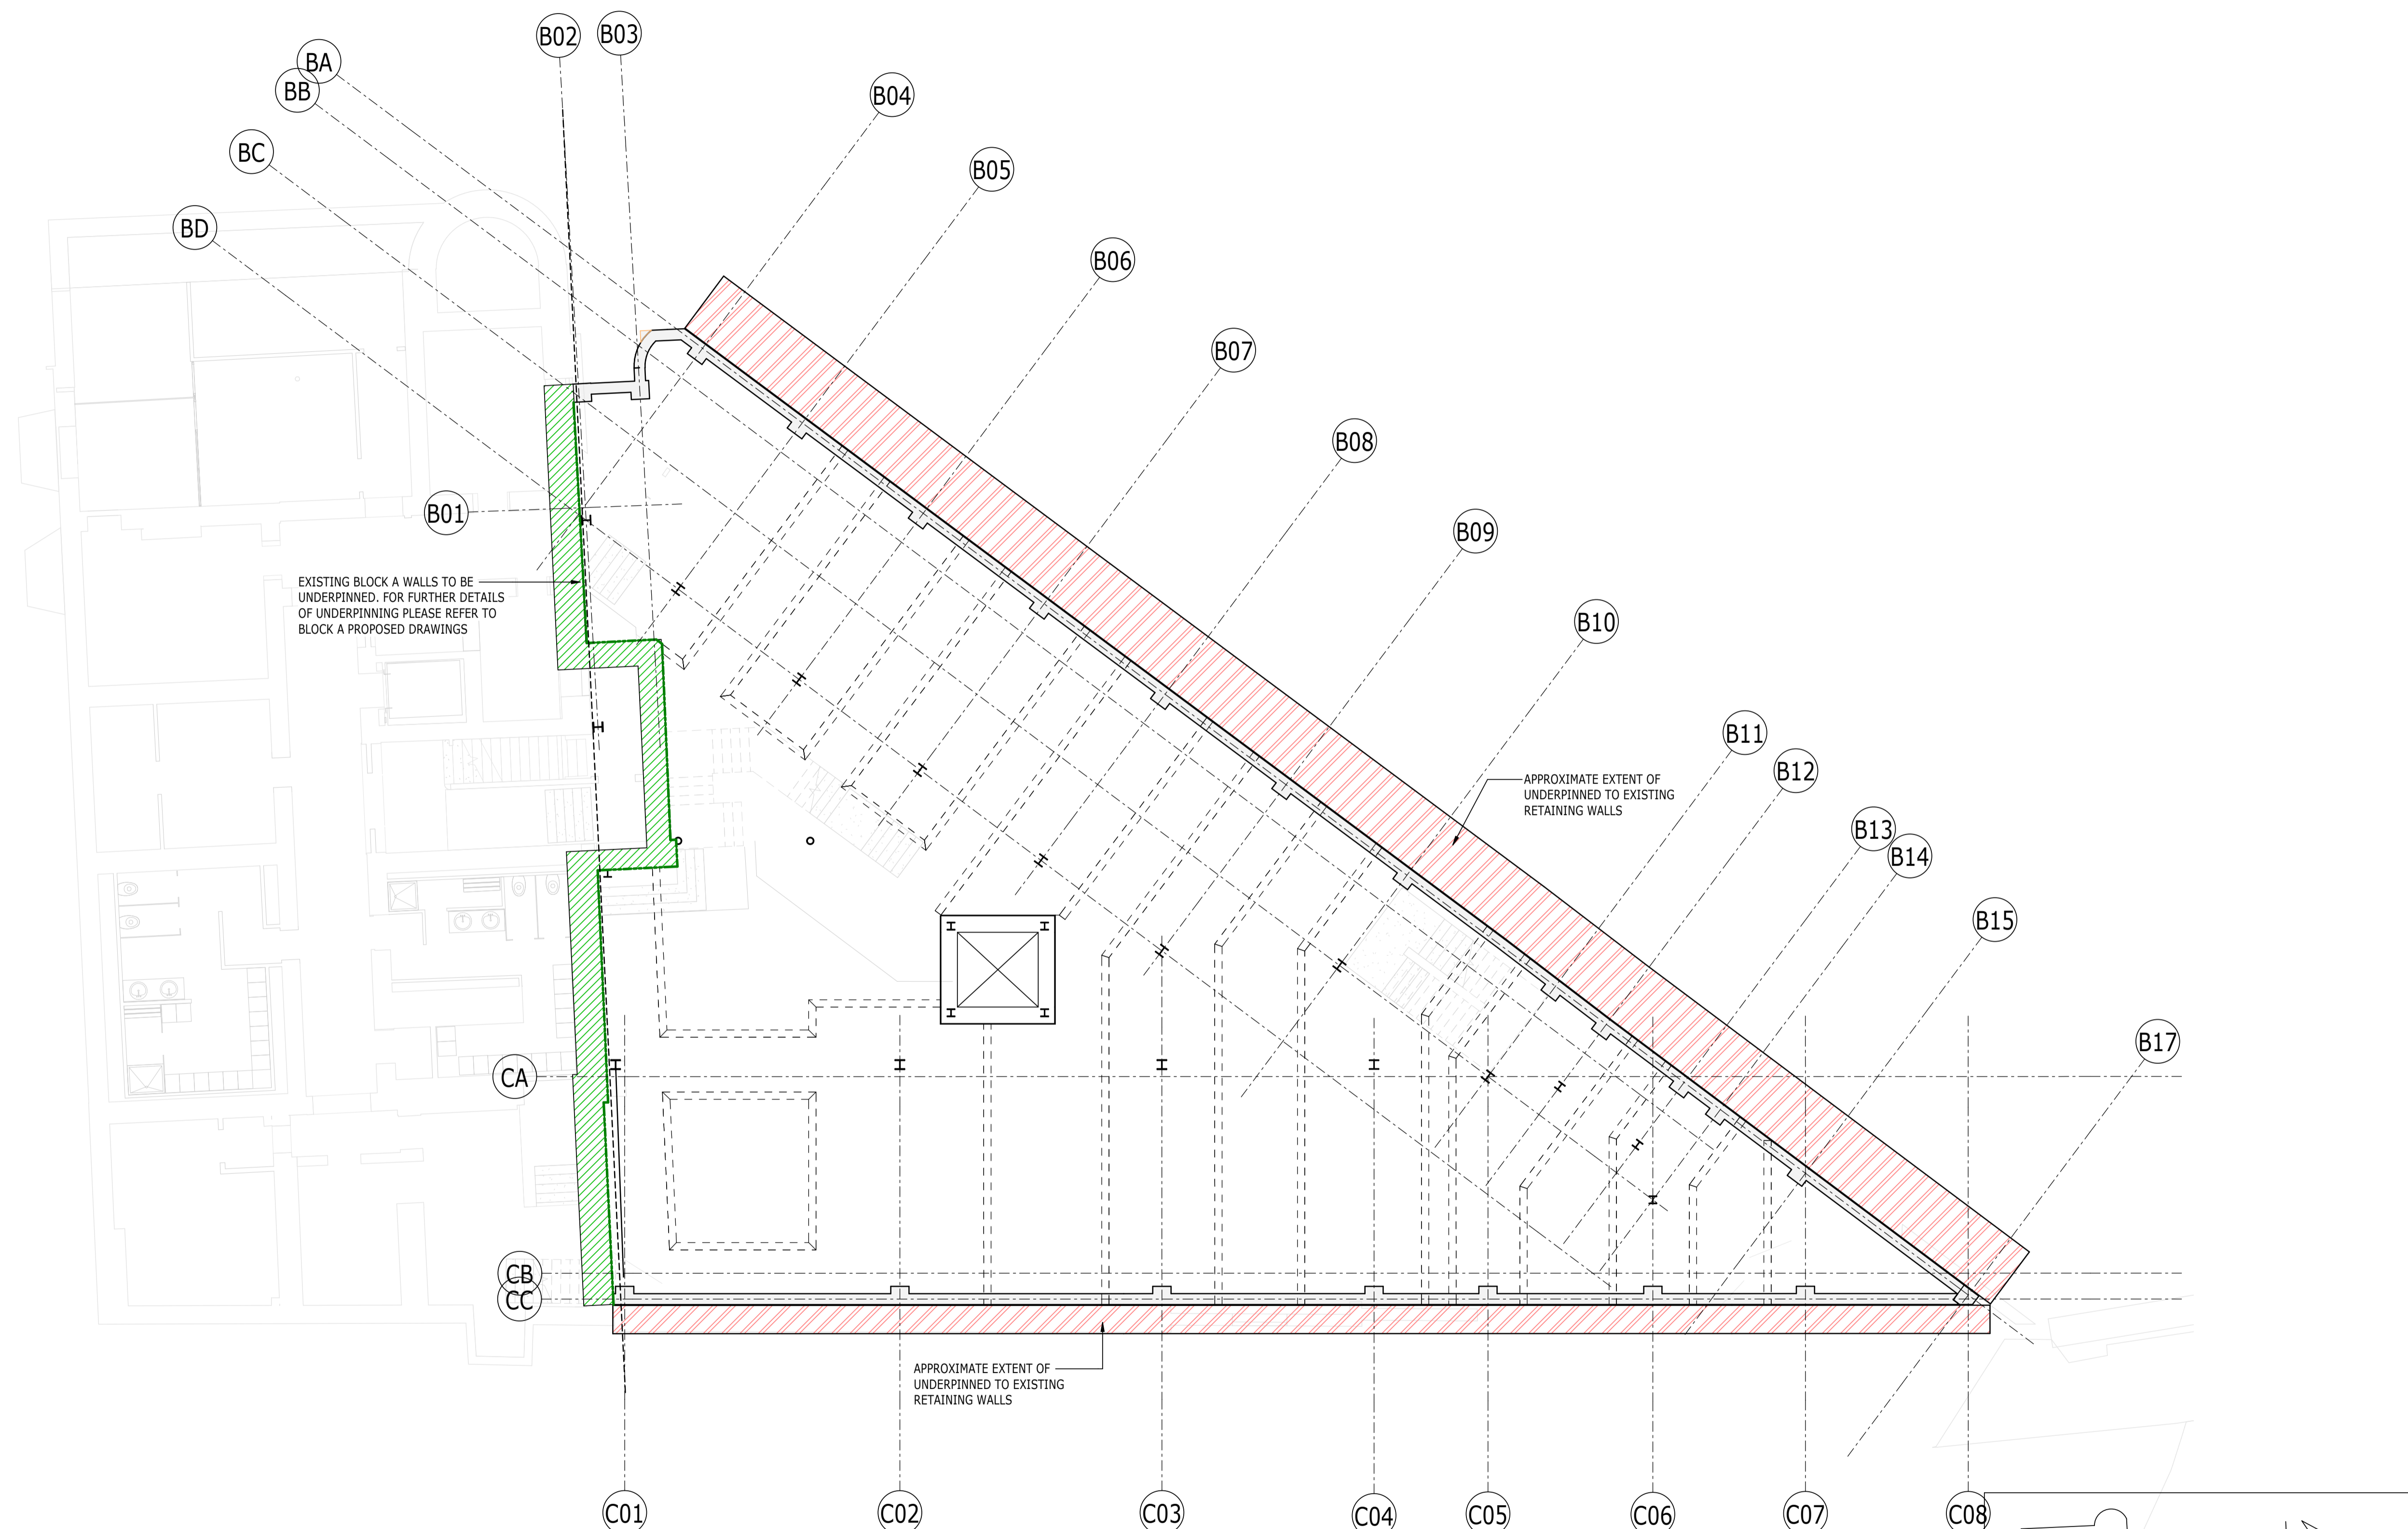 B02
B03
BA
BB
B04
BC
B05
BD
B06
B07
B08
B01
B09
EXISTING BLOCK A WALLS TO BE
UNDERPINNED. FOR FURTHER DETAILS
OF UNDERPINNING PLEASE REFER TO
BLOCK A PROPOSED DRAWINGS
B10
B11
B12
APPROXIMATE EXTENT OF
UNDERPINNED TO EXISTING
RETAINING WALLS
B13
B14
B15
B17
CA
CB
CC
APPROXIMATE EXTENT OF
UNDERPINNED TO EXISTING
RETAINING WALLS
C01
C02
C03
C04
C05
C06
C07
C08